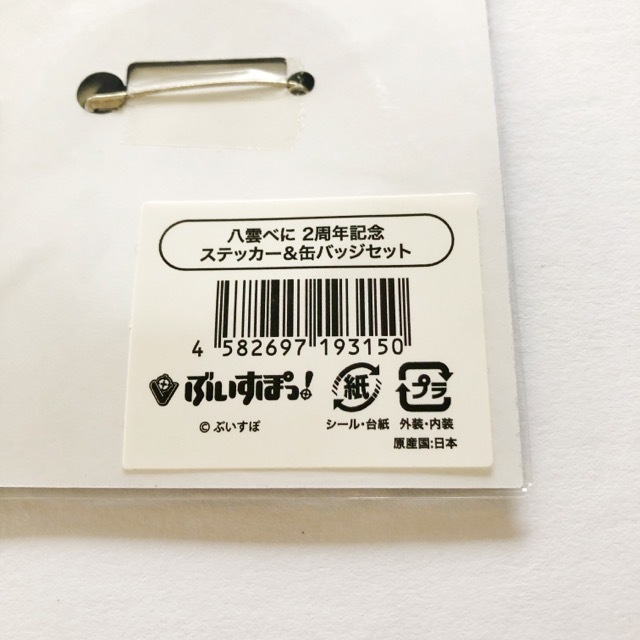 八雲べに 2周年記念
ステッカー&缶バッジセット
4 582697 193150
ぶいすぽっ!
紙
プラ
シール・台紙 外装・内装
© ぶいすぽ
原産国:日本